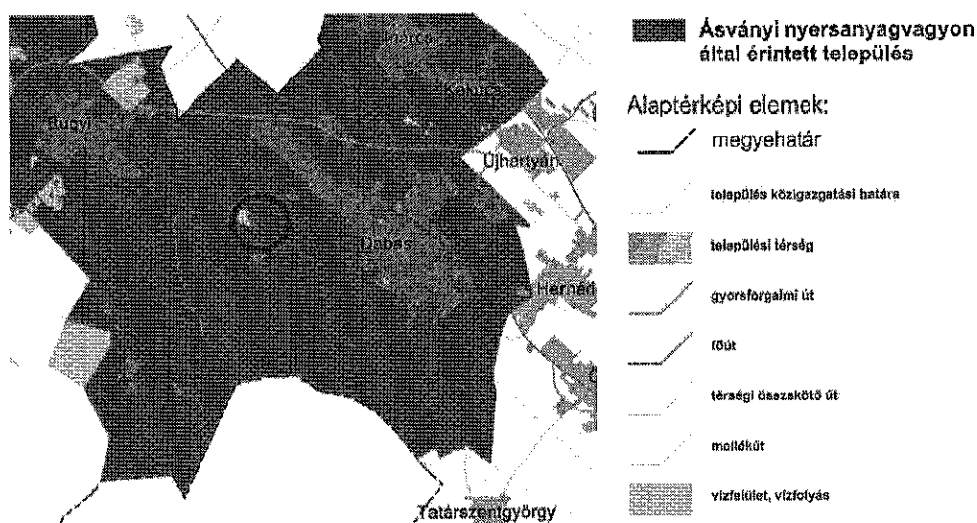 Inárcs
Kakucs
Bugyi
Újhartyán
Dabas
Hernád
Tatárszentgyörgy
Ásványi nyersanyagvagyon
által érintett település
Alaptérképi elemek:
megyehatár
település közigazgatási határa
települési térség
gyorsforgalmi út
főút
térségi összekötő út
mellékút
vízfelület, vízfolyás